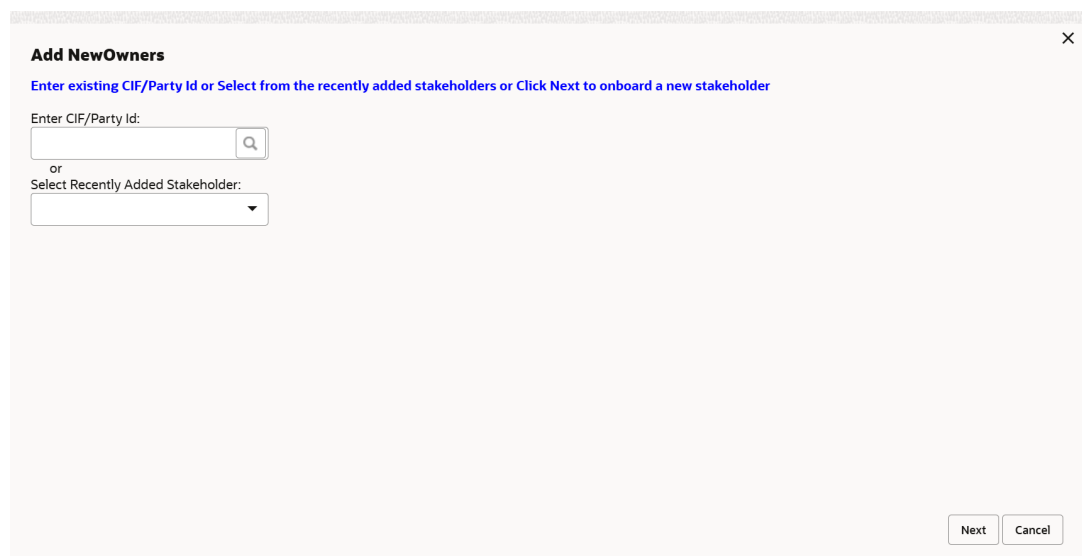 Add NewOwners
Enter existing CIF/Party Id or Select from the recently added stakeholders or Click Next to onboard a new stakeholder
Enter CIF/Party Id:
or
Select Recently Added Stakeholder:
Next Cancel